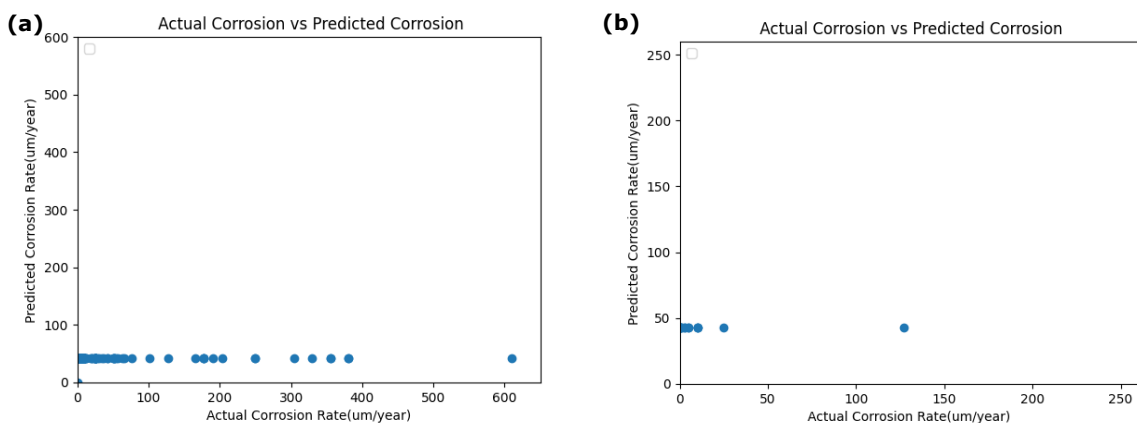 (a)
Actual Corrosion vs Predicted Corrosion
600
500
400
300
200
100
0
Predicted Corrosion Rate(um/year)
0 100 200 300 400 500 600
Actual Corrosion Rate(um/year)
(b)
Actual Corrosion vs Predicted Corrosion
250
200
150
100
50
0
Predicted Corrosion Rate(um/year)
0 50 100 150 200 250
Actual Corrosion Rate(um/year)